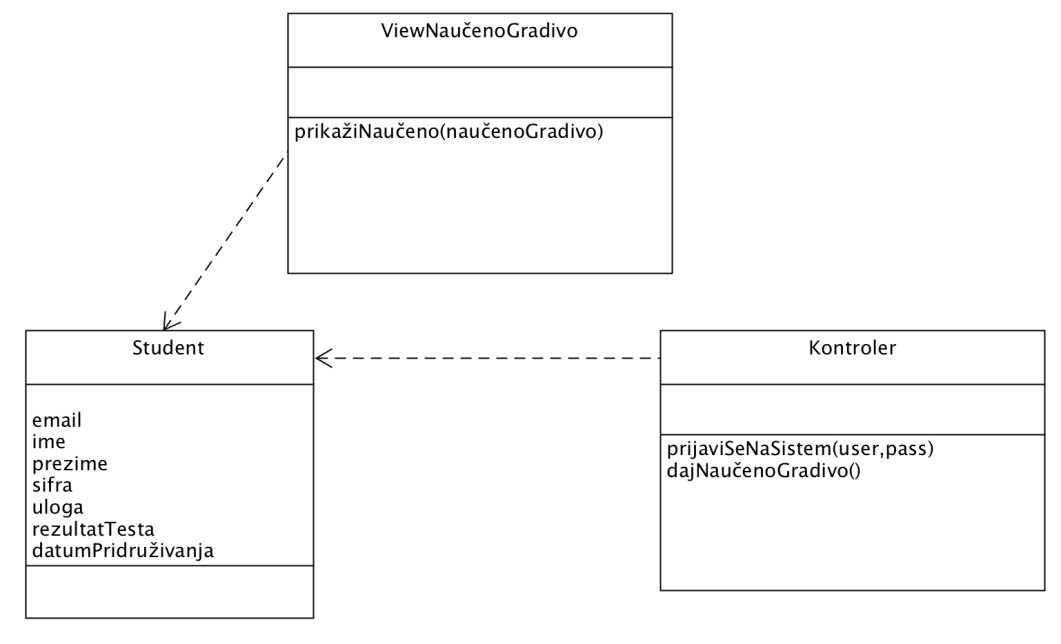 ViewNaučenoGradivo
prikažiNaučeno(naučenoGradivo)
Student
email
ime
prezime
sifra
uloga
rezultatTesta
datumPridruživanja
Kontroler
prijaviSeNaSistem(user,pass)
dajNaučenoGradivo()